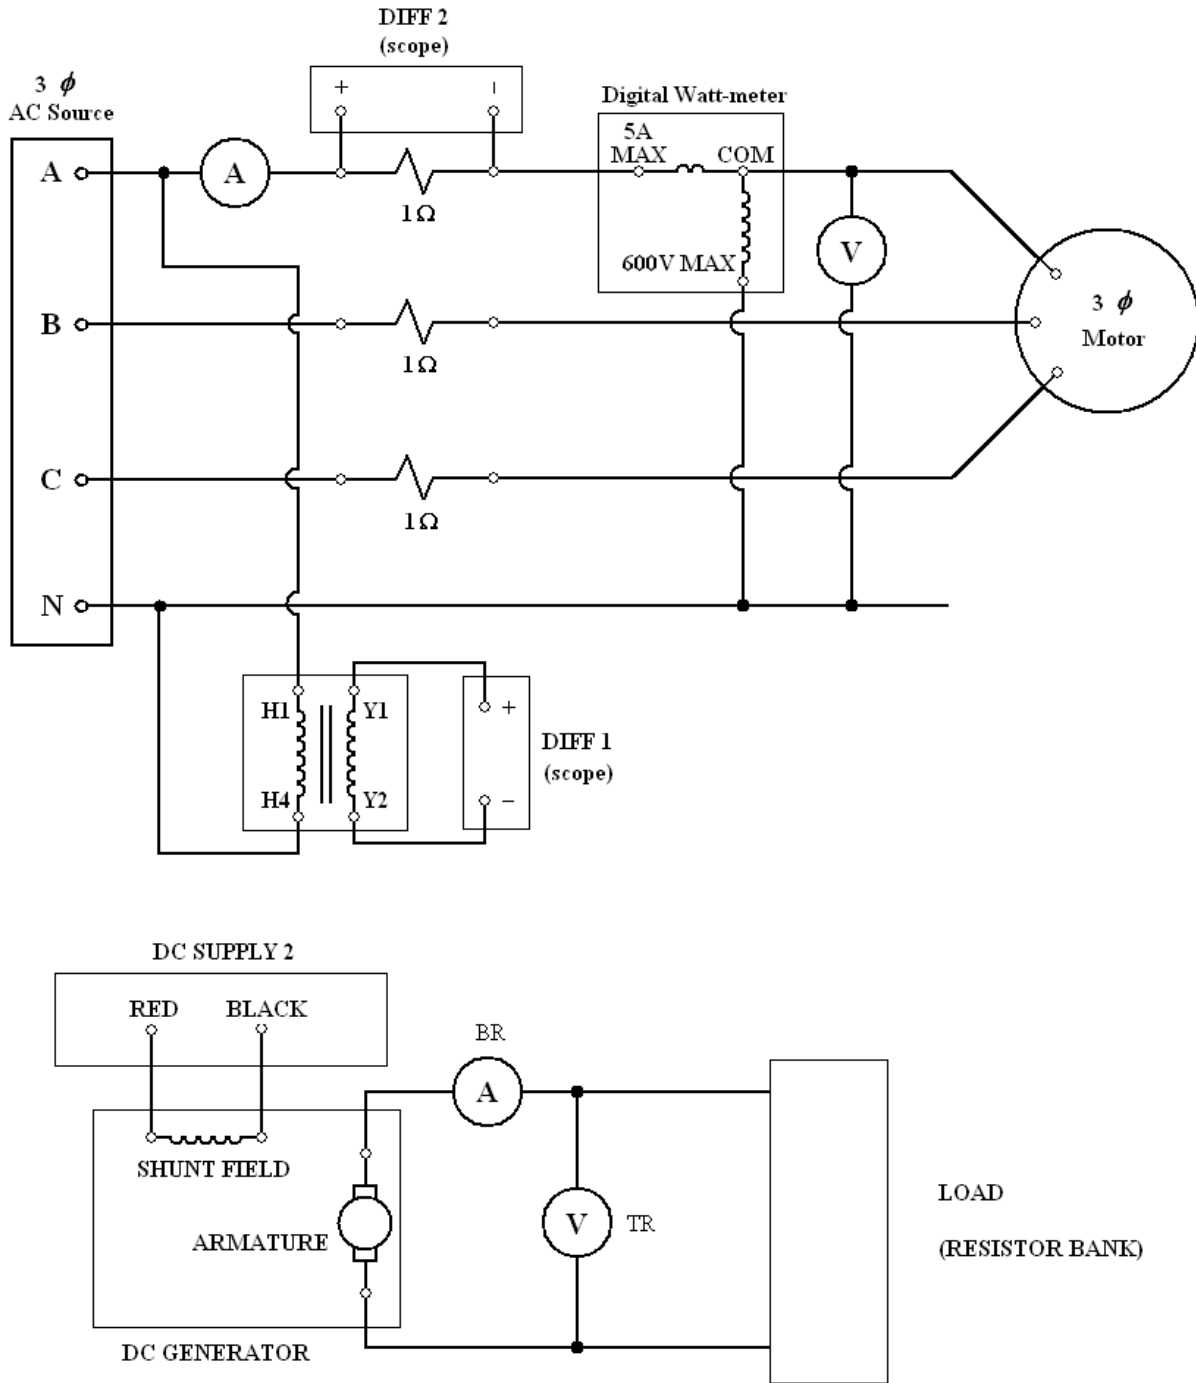 DIFF 2
(scope)
3 ϕ
AC Source
+ −
Digital Watt-meter
5A
MAX
COM
A
A
1Ω
600V MAX
V
B
1Ω
3 ϕ
Motor
C
1Ω
N
H1
Y1
+
DIFF 1
(scope)
H4
Y2
−
DC SUPPLY 2
RED
BLACK
BR
A
SHUNT FIELD
ARMATURE
V
TR
LOAD
(RESISTOR BANK)
DC GENERATOR